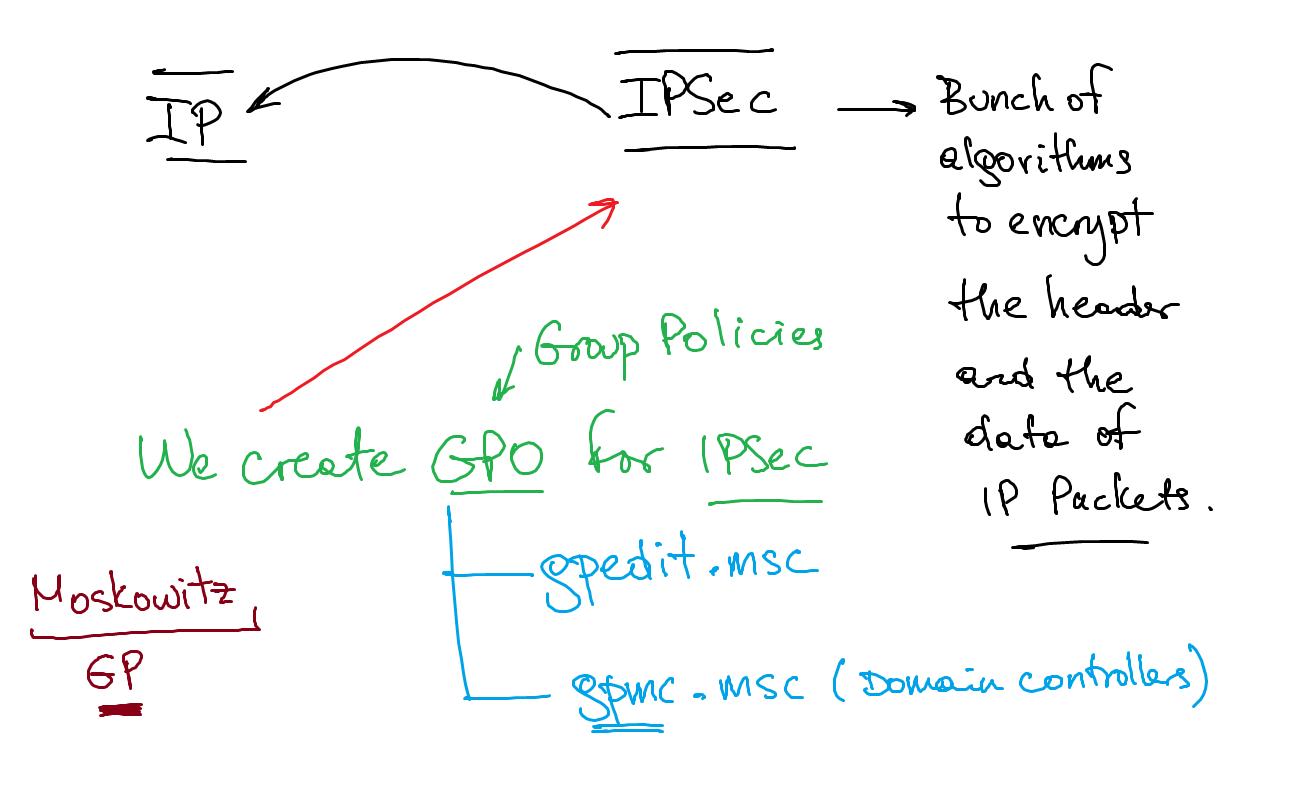 IP
IPSec
Bunch of
algorithms
to encrypt
the header
and the
data of
IP Packets.
Group Policies
We create GPO for IPSec
gpedit.msc
gpmc.msc (Domain controllers)
Moskowitz
GP